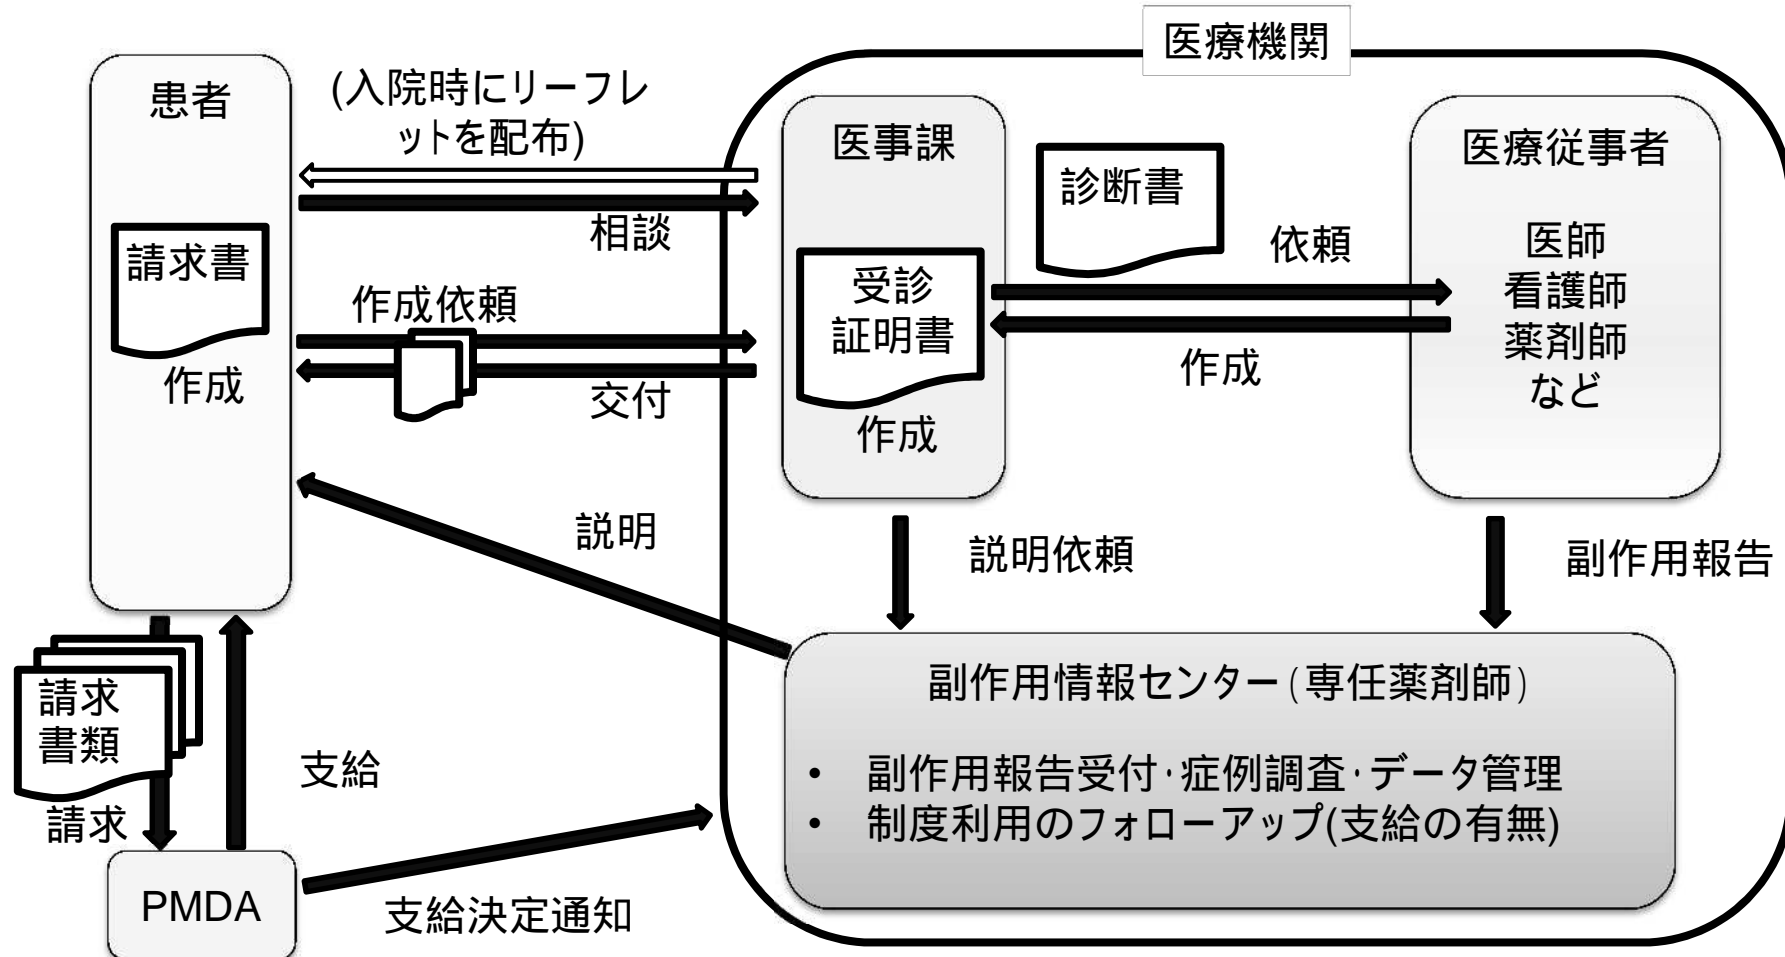 医療機関
患者
(入院時にリーフレ
ットを配布)
医事課
医療従事者
診断書
相談
請求書
作成
作成依頼
交付
受診
証明書
作成
依頼
作成
医師
看護師
薬剤師
など
説明
説明依頼
副作用報告
請求
書類
請求
支給
副作用情報センター(専任薬剤師)
• 副作用報告受付・症例調査・データ管理
• 制度利用のフォローアップ(支給の有無)
PMDA
支給決定通知